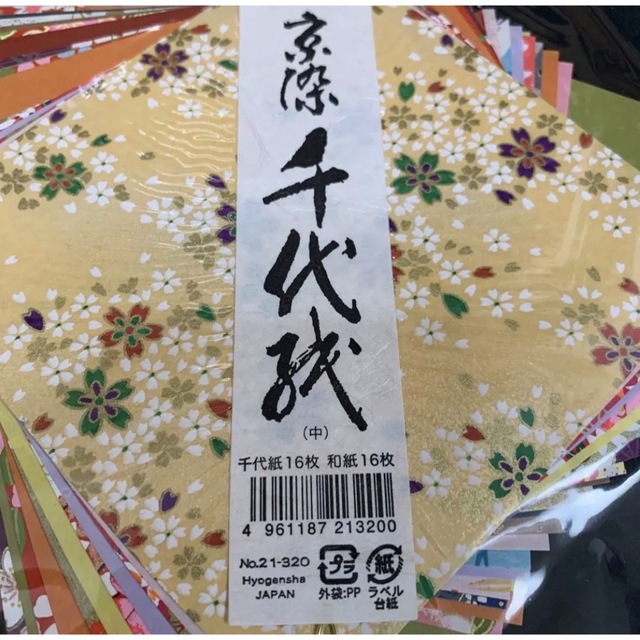 京染
千代紙
（中）
千代紙16枚 和紙16枚
4 961187 213200
No.21-320
Hyogensha
JAPAN
プラ
外袋:PP
紙
ラベル
台紙